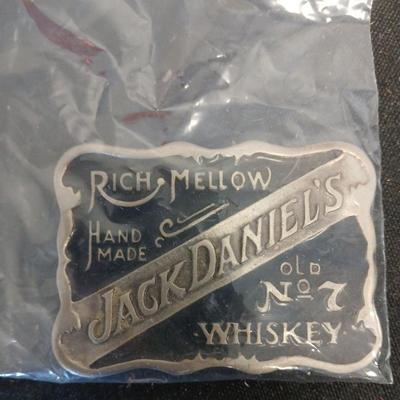 RICH MELLOW
HAND
MADE
JACK DANIEL'S
OLD
No 7
WHISKEY